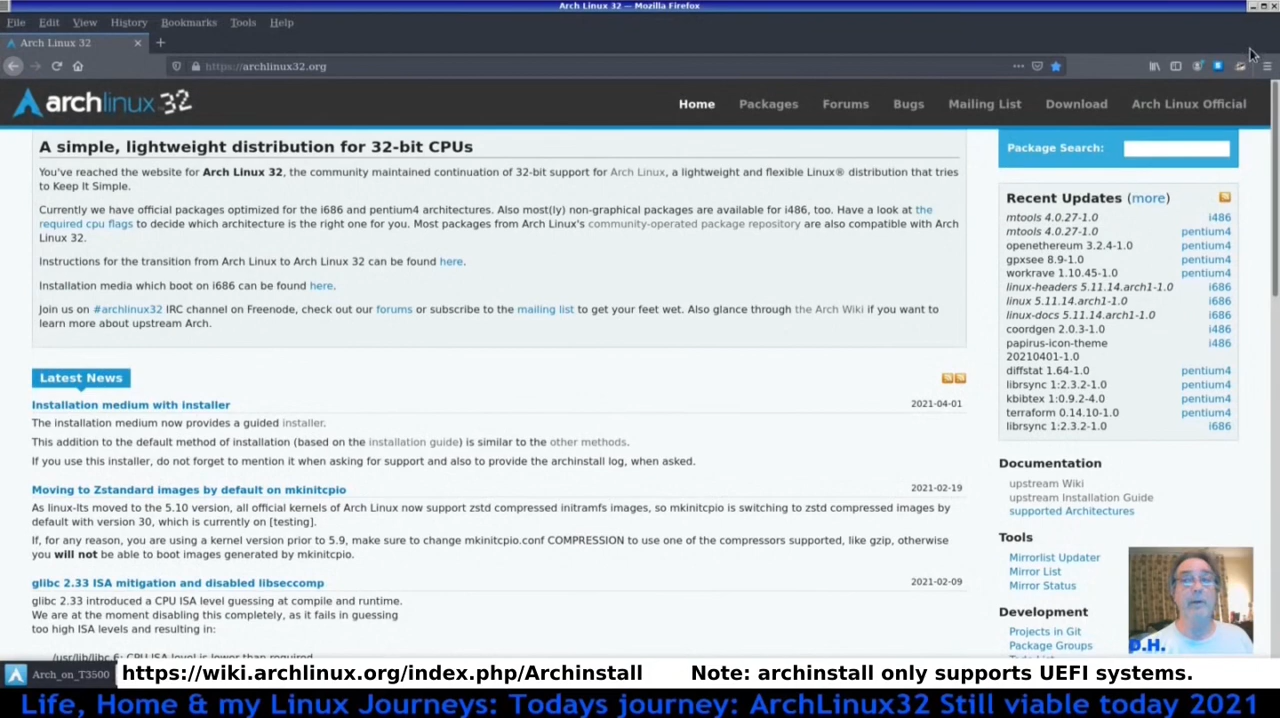 Arch Linux 32 — Mozilla Firefox
File Edit View History Bookmarks Tools Help
Arch Linux 32
https://archlinux32.org
archlinux 32
Home Packages Forums Bugs Mailing List Download Arch Linux Official
A simple, lightweight distribution for 32-bit CPUs
You've reached the website for Arch Linux 32, the community maintained continuation of 32-bit support for Arch Linux, a lightweight and flexible Linux® distribution that tries
to Keep It Simple.
Currently we have official packages optimized for the i686 and pentium4 architectures. Also most(ly) non-graphical packages are available for i486, too. Have a look at the
required cpu flags to decide which architecture is the right one for you. Most packages from Arch Linux's community-operated package repository are also compatible with Arch
Linux 32.
Instructions for the transition from Arch Linux to Arch Linux 32 can be found here.
Installation media which boot on i686 can be found here.
Join us on #archlinux32 IRC channel on Freenode, check out our forums or subscribe to the mailing list to get your feet wet. Also glance through the Arch Wiki if you want to
learn more about upstream Arch.
Latest News
Installation medium with installer 2021-04-01
The installation medium now provides a guided installer.
This addition to the default method of installation (based on the installation guide) is similar to the other methods.
If you use this installer, do not forget to mention it when asking for support and also to provide the archinstall log, when asked.
Moving to Zstandard images by default on mkinitcpio 2021-02-19
As linux-lts moved to the 5.10 version, all official kernels of Arch Linux now support zstd compressed initramfs images, so mkinitcpio is switching to zstd compressed images by
default with version 30, which is currently on [testing].
If, for any reason, you are using a kernel version prior to 5.9, make sure to change mkinitcpio.conf COMPRESSION to use one of the compressors supported, like gzip, otherwise
you will not be able to boot images generated by mkinitcpio.
glibc 2.33 ISA mitigation and disabled libseccomp 2021-02-09
glibc 2.33 introduced a CPU ISA level guessing at compile and runtime.
We are at the moment disabling this completely, as it fails in guessing
too high ISA levels and resulting in:
/usr/lib/libc.6: CPU ISA level is lower than required
Package Search:
Recent Updates (more)
mtools 4.0.27-1.0 i486
mtools 4.0.27-1.0 pentium4
openethereum 3.2.4-1.0 pentium4
gpxsee 8.9-1.0 pentium4
workrave 1.10.45-1.0 pentium4
linux-headers 5.11.14.arch1-1.0 i686
linux 5.11.14.arch1-1.0 i686
linux-docs 5.11.14.arch1-1.0 i686
coordgen 2.0.3-1.0 i486
papirus-icon-theme i486
20210401-1.0
diffstat 1.64-1.0 pentium4
librsync 1:2.3.2-1.0 pentium4
kbibtex 1:0.9.2-4.0 pentium4
terraform 0.14.10-1.0 pentium4
librsync 1:2.3.2-1.0 i686
Documentation
upstream Wiki
upstream Installation Guide
supported Architectures
Tools
Mirrorlist Updater
Mirror List
Mirror Status
Development
Projects in Git
Package Groups
Todo List
D.H.
Arch_on_T3500
https://wiki.archlinux.org/index.php/Archinstall Note: archinstall only supports UEFI systems.
Life, Home & my Linux Journeys: Todays journey: ArchLinux32 Still viable today 2021